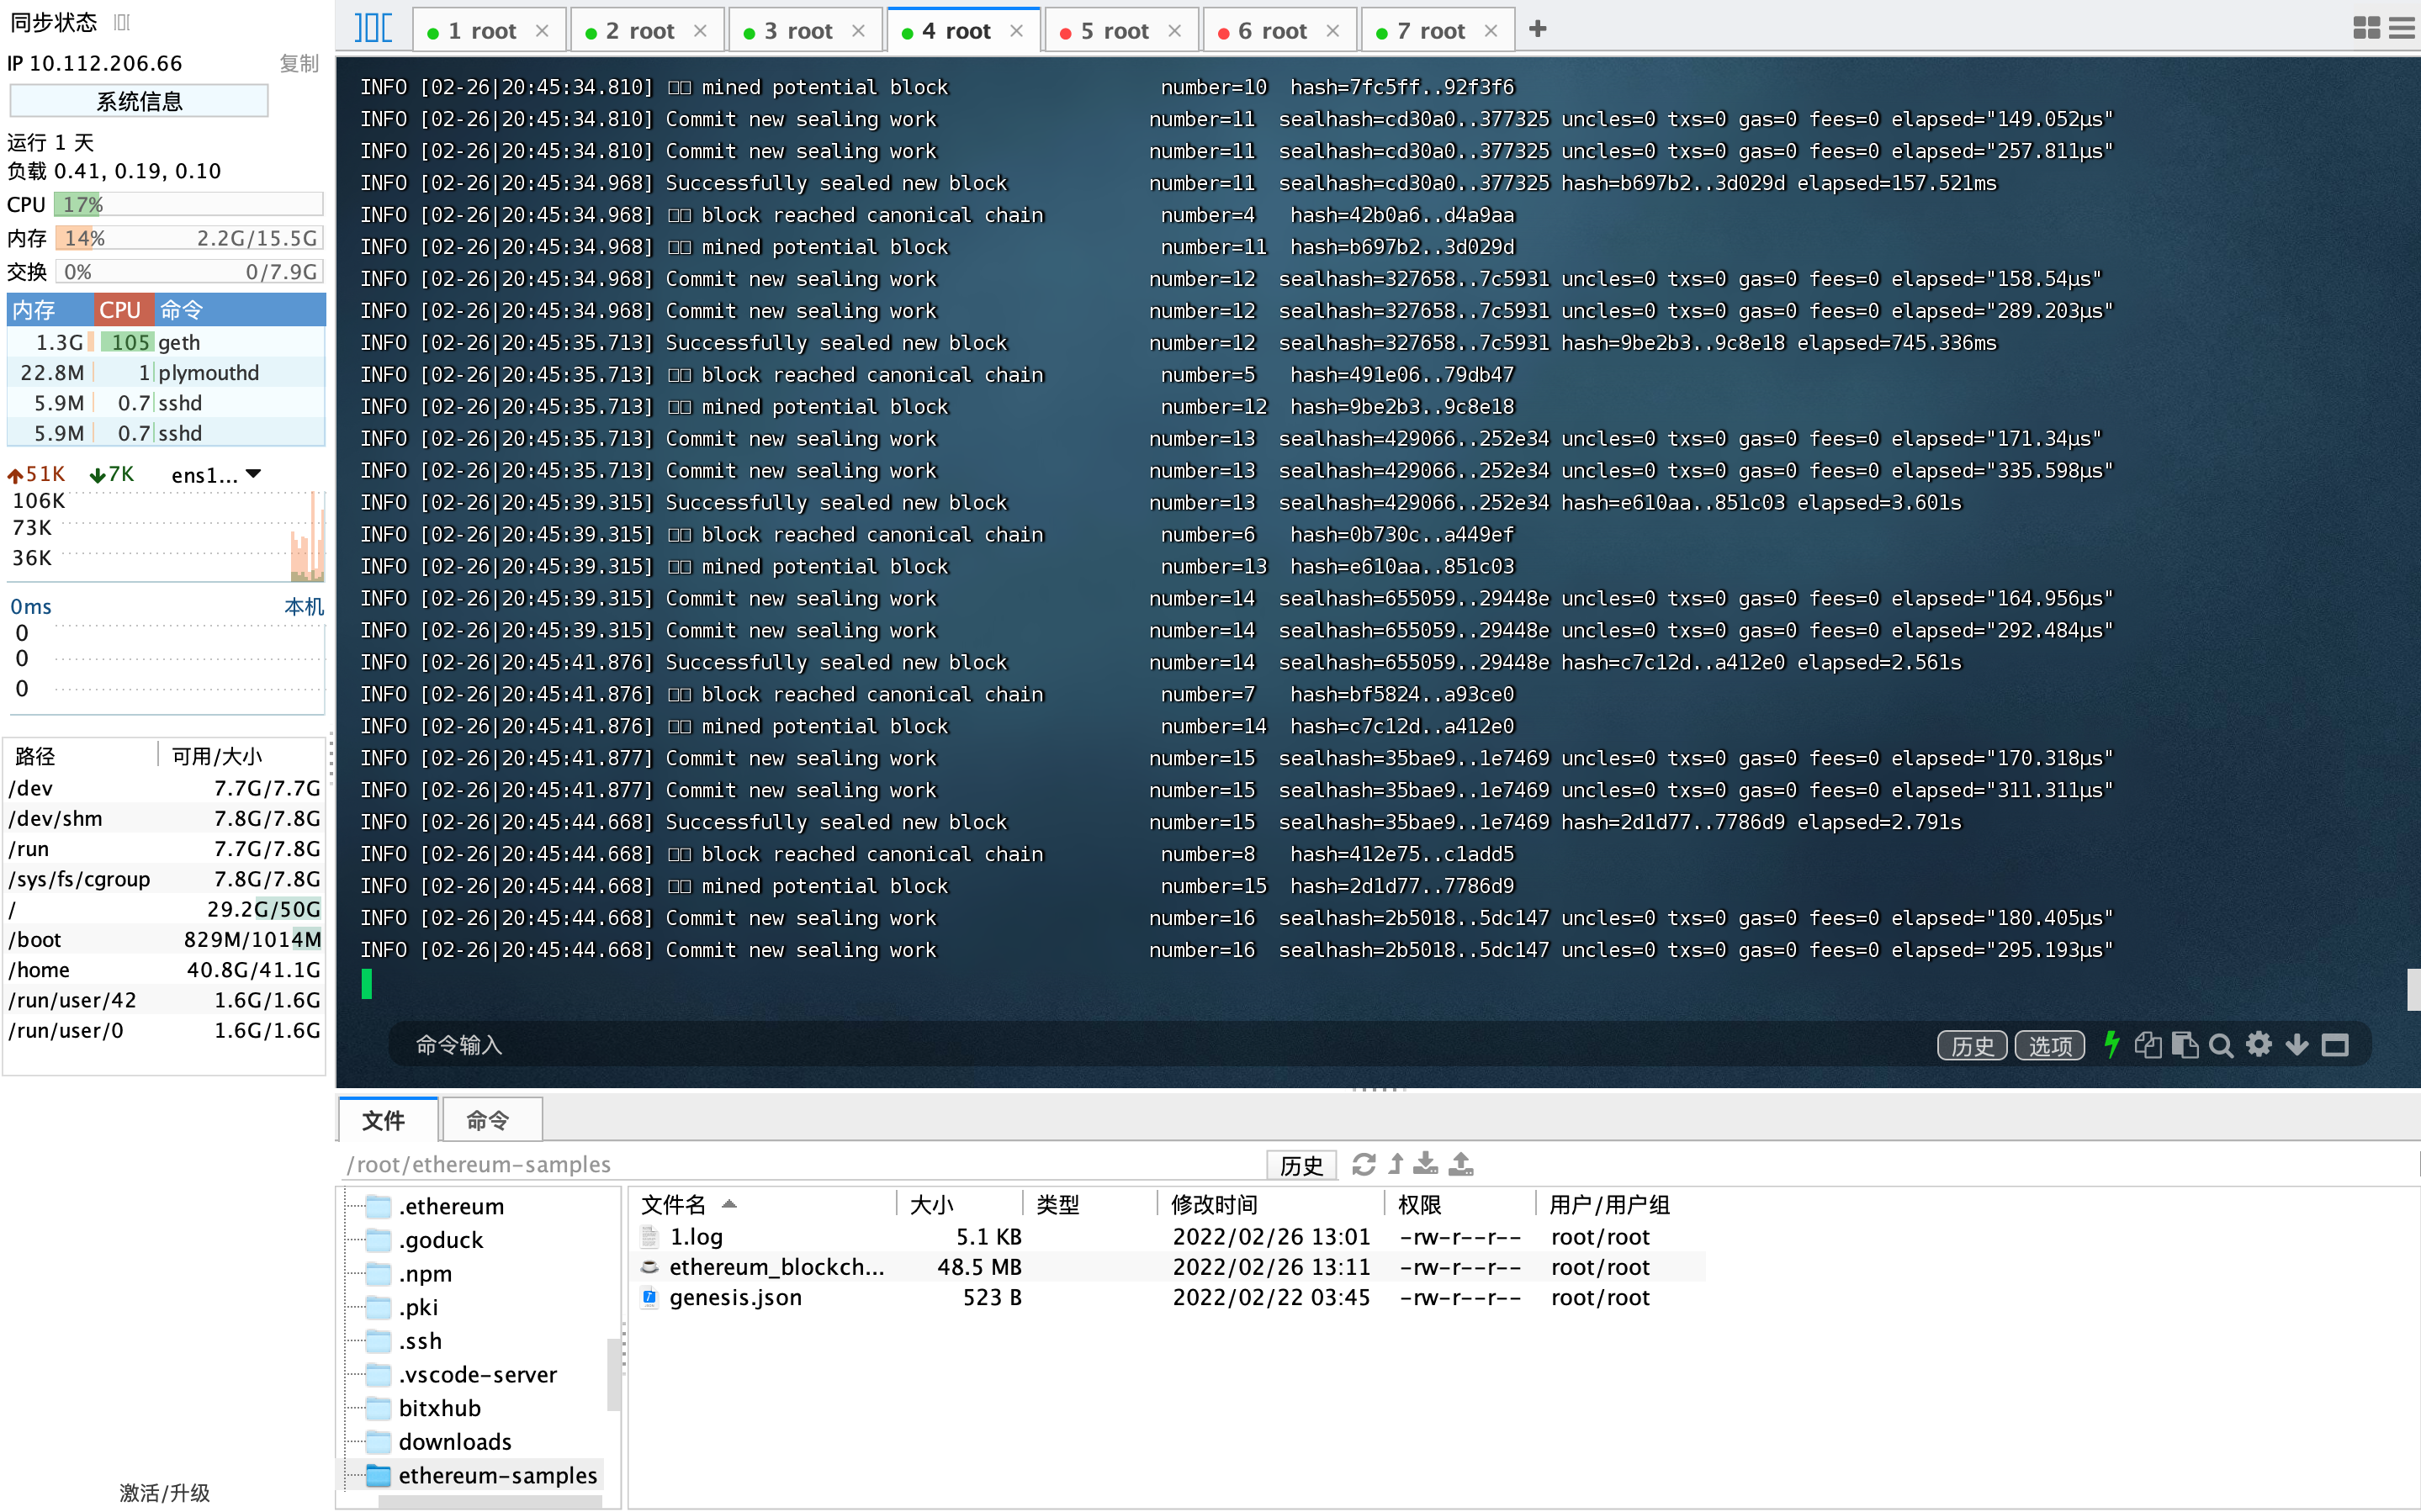 同步状态
IP 10.112.206.66 复制
系统信息
运行 1 天
负载 0.41, 0.19, 0.10
CPU 17%
内存 14% 2.2G/15.5G
交换 0% 0/7.9G
内存 CPU 命令
1.3G 105 geth
22.8M 1 plymouthd
5.9M 0.7 sshd
5.9M 0.7 sshd
51K 7K ens1...
106K
73K
36K
0ms 本机
0
0
0
路径 可用/大小
/dev 7.7G/7.7G
/dev/shm 7.8G/7.8G
/run 7.7G/7.8G
/sys/fs/cgroup 7.8G/7.8G
/ 29.2G/50G
/boot 829M/1014M
/home 40.8G/41.1G
/run/user/42 1.6G/1.6G
/run/user/0 1.6G/1.6G
激活/升级
1 root 2 root 3 root 4 root 5 root 6 root 7 root
INFO [02-26|20:45:34.810] mined potential block number=10 hash=7fc5ff..92f3f6
INFO [02-26|20:45:34.810] Commit new sealing work number=11 sealhash=cd30a0..377325 uncles=0 txs=0 gas=0 fees=0 elapsed="149.052µs"
INFO [02-26|20:45:34.810] Commit new sealing work number=11 sealhash=cd30a0..377325 uncles=0 txs=0 gas=0 fees=0 elapsed="257.811µs"
INFO [02-26|20:45:34.968] Successfully sealed new block number=11 sealhash=cd30a0..377325 hash=b697b2..3d029d elapsed=157.521ms
INFO [02-26|20:45:34.968] block reached canonical chain number=4 hash=42b0a6..d4a9aa
INFO [02-26|20:45:34.968] mined potential block number=11 hash=b697b2..3d029d
INFO [02-26|20:45:34.968] Commit new sealing work number=12 sealhash=327658..7c5931 uncles=0 txs=0 gas=0 fees=0 elapsed="158.54µs"
INFO [02-26|20:45:34.968] Commit new sealing work number=12 sealhash=327658..7c5931 uncles=0 txs=0 gas=0 fees=0 elapsed="289.203µs"
INFO [02-26|20:45:35.713] Successfully sealed new block number=12 sealhash=327658..7c5931 hash=9be2b3..9c8e18 elapsed=745.336ms
INFO [02-26|20:45:35.713] block reached canonical chain number=5 hash=491e06..79db47
INFO [02-26|20:45:35.713] mined potential block number=12 hash=9be2b3..9c8e18
INFO [02-26|20:45:35.713] Commit new sealing work number=13 sealhash=429066..252e34 uncles=0 txs=0 gas=0 fees=0 elapsed="171.34µs"
INFO [02-26|20:45:35.713] Commit new sealing work number=13 sealhash=429066..252e34 uncles=0 txs=0 gas=0 fees=0 elapsed="335.598µs"
INFO [02-26|20:45:39.315] Successfully sealed new block number=13 sealhash=429066..252e34 hash=e610aa..851c03 elapsed=3.601s
INFO [02-26|20:45:39.315] block reached canonical chain number=6 hash=0b730c..a449ef
INFO [02-26|20:45:39.315] mined potential block number=13 hash=e610aa..851c03
INFO [02-26|20:45:39.315] Commit new sealing work number=14 sealhash=655059..29448e uncles=0 txs=0 gas=0 fees=0 elapsed="164.956µs"
INFO [02-26|20:45:39.315] Commit new sealing work number=14 sealhash=655059..29448e uncles=0 txs=0 gas=0 fees=0 elapsed="292.484µs"
INFO [02-26|20:45:41.876] Successfully sealed new block number=14 sealhash=655059..29448e hash=c7c12d..a412e0 elapsed=2.561s
INFO [02-26|20:45:41.876] block reached canonical chain number=7 hash=bf5824..a93ce0
INFO [02-26|20:45:41.876] mined potential block number=14 hash=c7c12d..a412e0
INFO [02-26|20:45:41.877] Commit new sealing work number=15 sealhash=35bae9..1e7469 uncles=0 txs=0 gas=0 fees=0 elapsed="170.318µs"
INFO [02-26|20:45:41.877] Commit new sealing work number=15 sealhash=35bae9..1e7469 uncles=0 txs=0 gas=0 fees=0 elapsed="311.311µs"
INFO [02-26|20:45:44.668] Successfully sealed new block number=15 sealhash=35bae9..1e7469 hash=2d1d77..7786d9 elapsed=2.791s
INFO [02-26|20:45:44.668] block reached canonical chain number=8 hash=412e75..c1add5
INFO [02-26|20:45:44.668] mined potential block number=15 hash=2d1d77..7786d9
INFO [02-26|20:45:44.668] Commit new sealing work number=16 sealhash=2b5018..5dc147 uncles=0 txs=0 gas=0 fees=0 elapsed="180.405µs"
INFO [02-26|20:45:44.668] Commit new sealing work number=16 sealhash=2b5018..5dc147 uncles=0 txs=0 gas=0 fees=0 elapsed="295.193µs"
命令输入 历史 选项
文件 命令
/root/ethereum-samples 历史
.ethereum
.goduck
.npm
.pki
.ssh
.vscode-server
bitxhub
downloads
ethereum-samples
文件名 大小 类型 修改时间 权限 用户/用户组
1.log 5.1 KB 2022/02/26 13:01 -rw-r--r-- root/root
ethereum_blockch... 48.5 MB 2022/02/26 13:11 -rw-r--r-- root/root
genesis.json 523 B 2022/02/22 03:45 -rw-r--r-- root/root